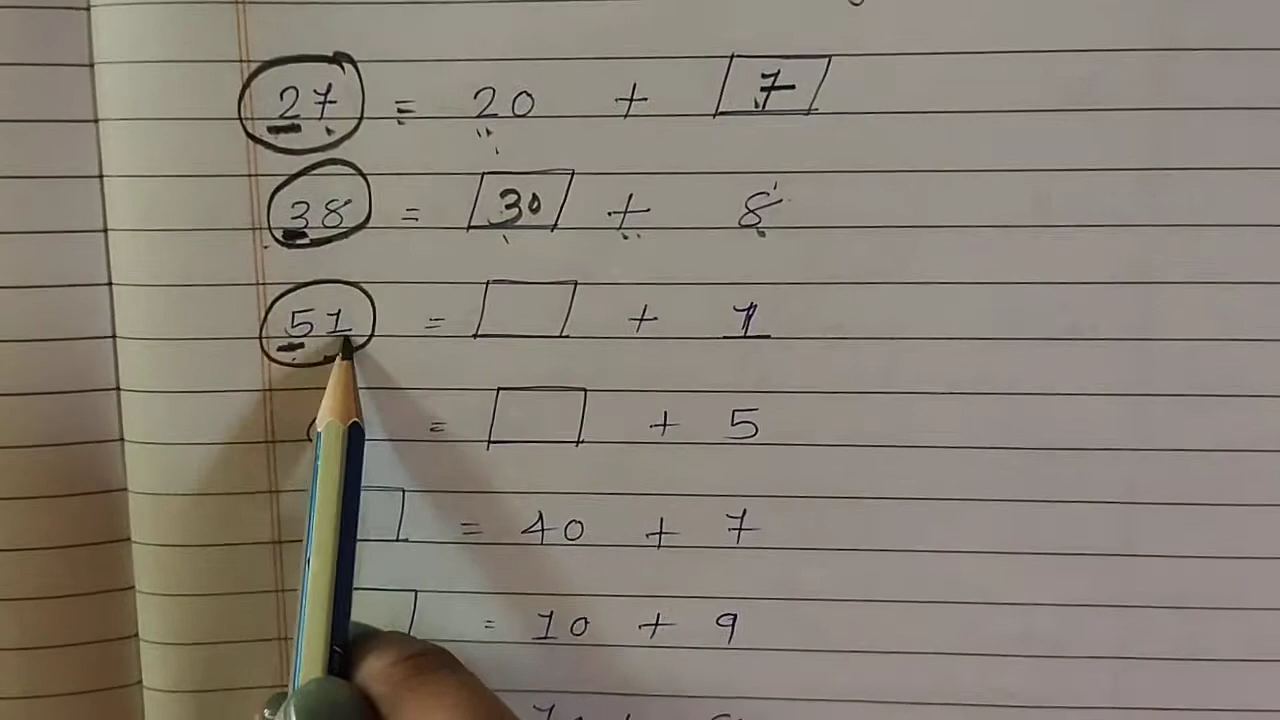 27 = 20 + 7
38 = 30 + 8
51 = + 1
= + 5
= 40 + 7
= 10 + 9